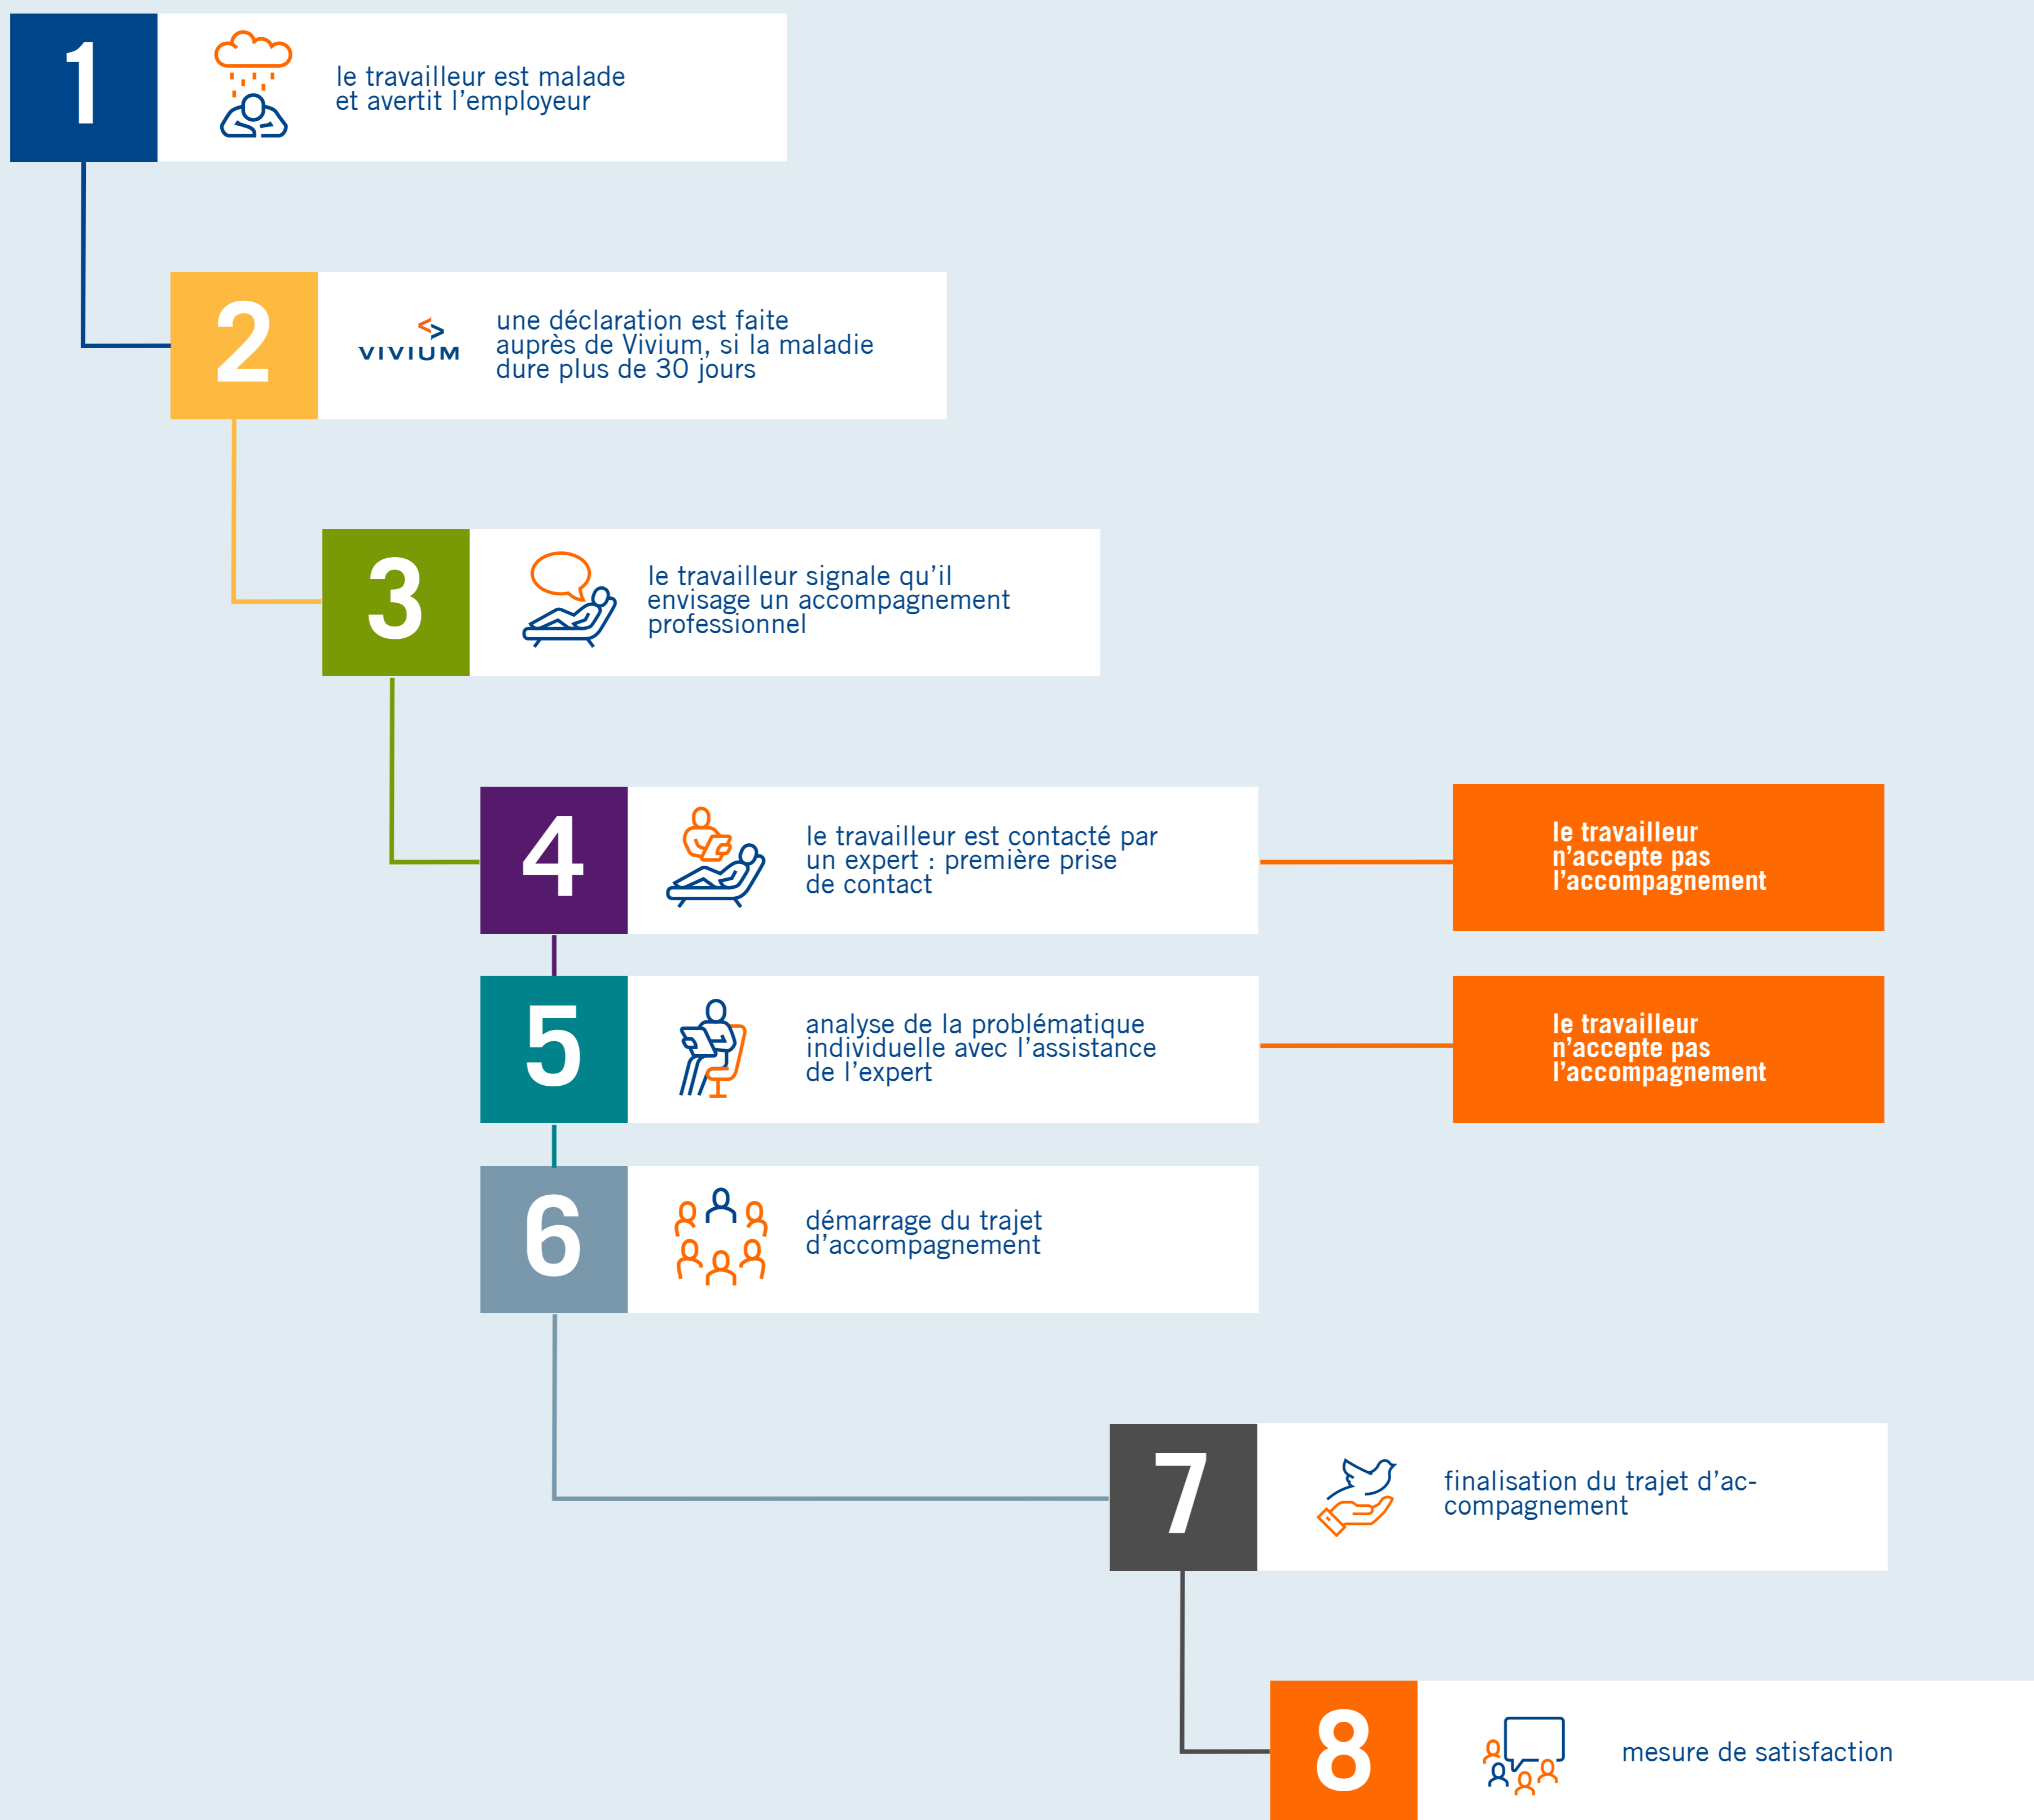 1
le travailleur est malade
et avertit l’employeur
2
VIVIUM
une déclaration est faite
auprès de Vivium, si la maladie
dure plus de 30 jours
3
le travailleur signale qu’il
envisage un accompagnement
professionnel
4
le travailleur est contacté par
un expert : première prise
de contact
le travailleur
n’accepte pas
l’accompagnement
5
analyse de la problématique
individuelle avec l’assistance
de l’expert
le travailleur
n’accepte pas
l’accompagnement
6
démarrage du trajet
d’accompagnement
7
finalisation du trajet d’ac-
compagnement
8
mesure de satisfaction